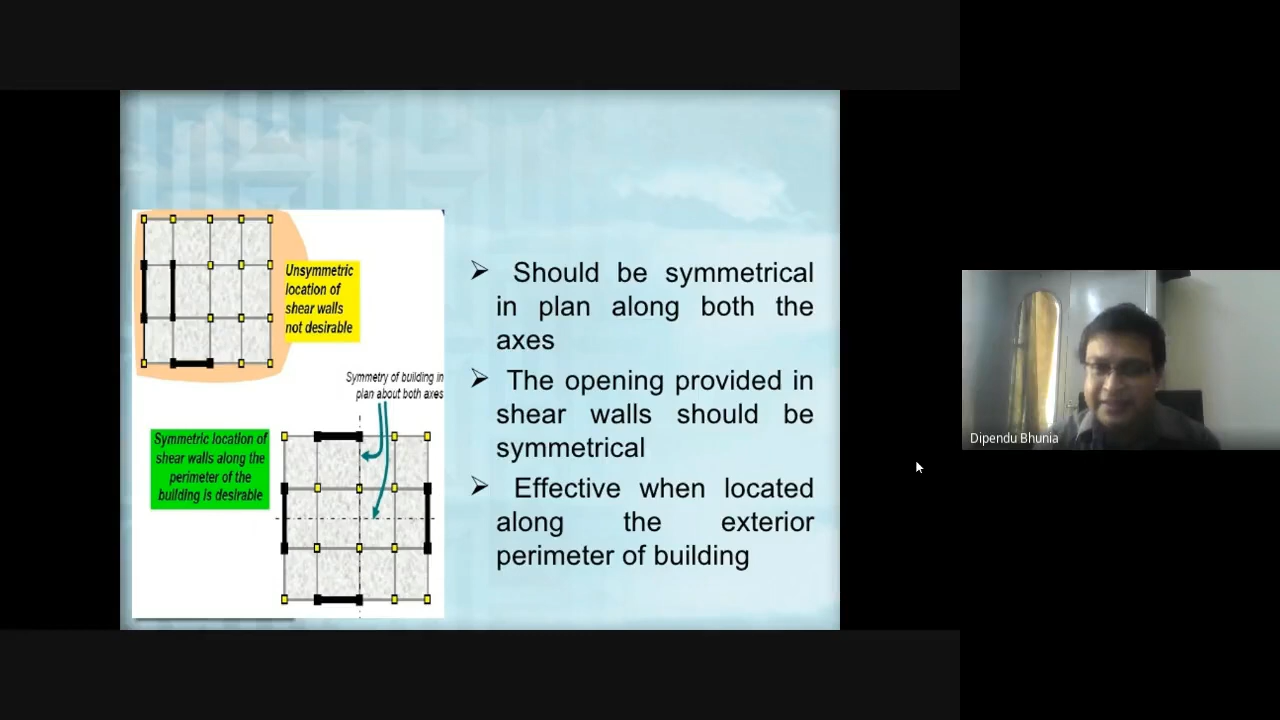 Unsymmetric
location of
shear walls
not desirable
Symmetry of building in
plan about both axes
Symmetric location of
shear walls along the
perimeter of the
building is desirable
➢ Should be symmetrical
in plan along both the
axes
➢ The opening provided in
shear walls should be
symmetrical
➢ Effective when located
along the exterior
perimeter of building
Dipendu Bhunia